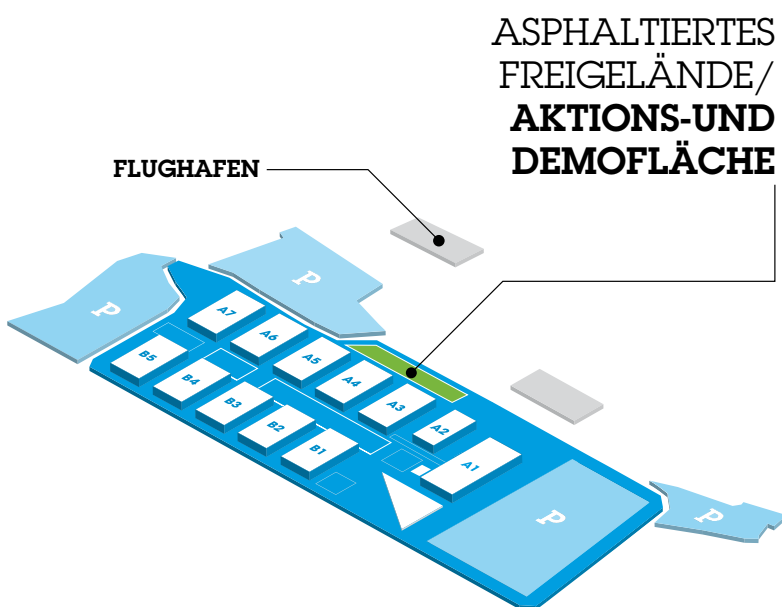 ASPHALTIERTES
FREIGELÄNDE/
AKTIONS-UND
DEMOFLÄCHE
FLUGHAFEN
P
P
A7
A6
A5
A4
A3
A2
A1
B5
B4
B3
B2
B1
P
P